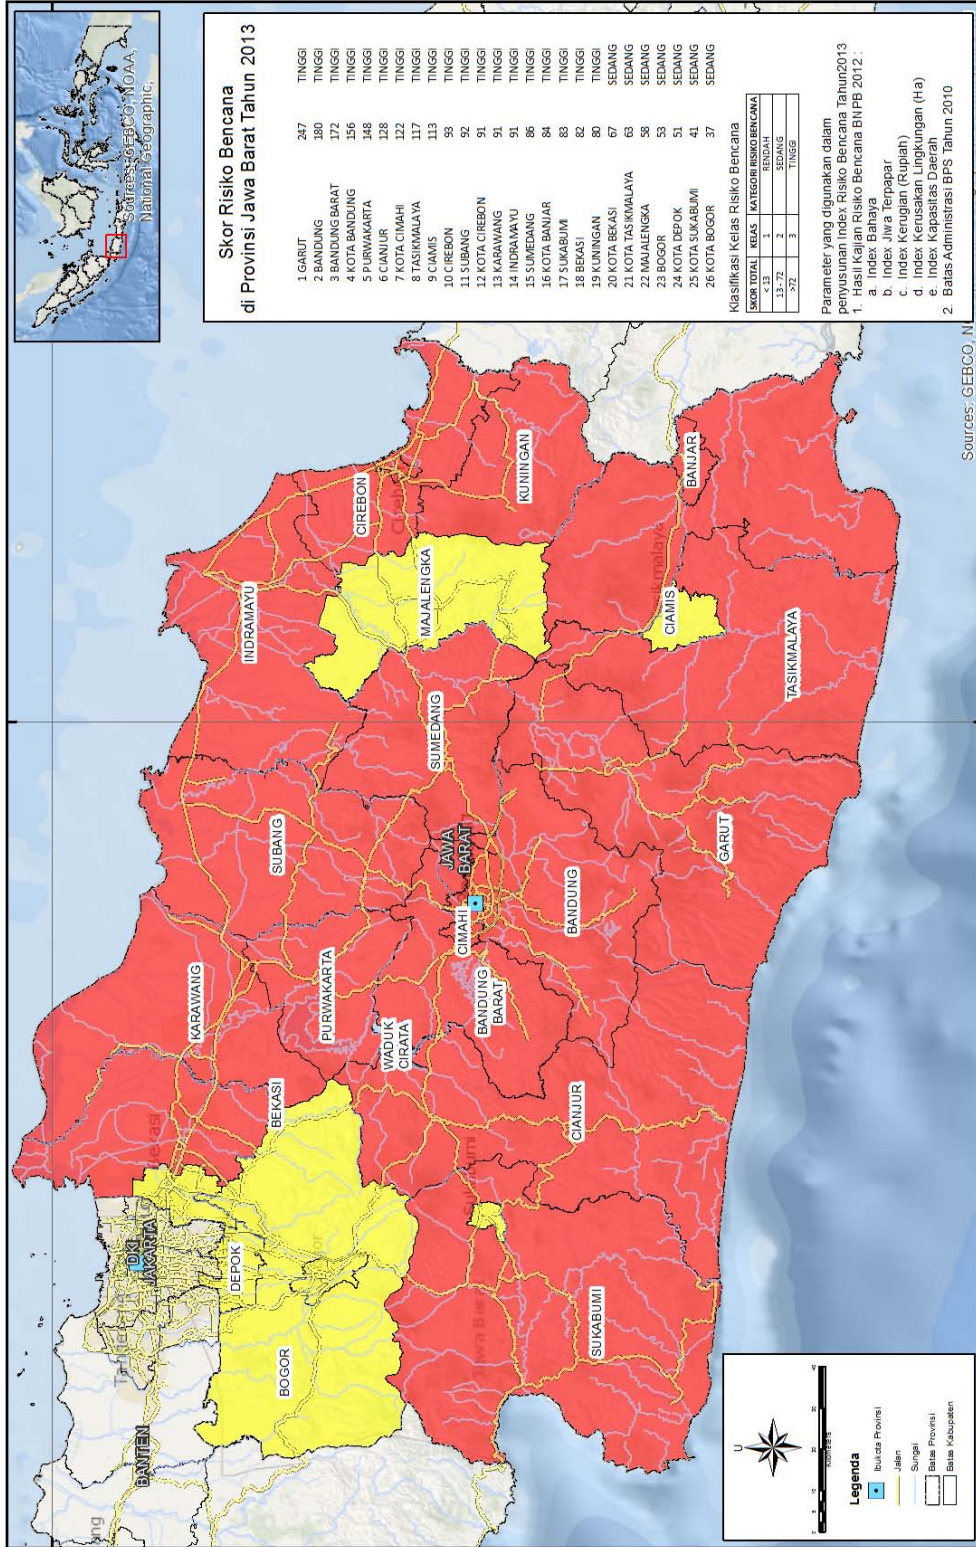 Sources: GEBCO, NOAA,
National Geographic,
Skor Risiko Bencana
di Provinsi Jawa Barat Tahun 2013
1 GARUT 247 TINGGI
2 BANDUNG 180 TINGGI
3 BANDUNG BARAT 172 TINGGI
4 KOTA BANDUNG 156 TINGGI
5 PURWAKARTA 148 TINGGI
6 CIANJUR 128 TINGGI
7 KOTA CIMAHI 122 TINGGI
8 TASIKMALAYA 117 TINGGI
9 CIAMIS 113 TINGGI
10 CIREBON 93 TINGGI
11 SUBANG 92 TINGGI
12 KOTA CIREBON 91 TINGGI
13 KARAWANG 91 TINGGI
14 INDRAMAYU 91 TINGGI
15 SUMEDANG 86 TINGGI
16 KOTA BANJAR 84 TINGGI
17 SUKABUMI 83 TINGGI
18 BEKASI 82 TINGGI
19 KUNINGAN 80 TINGGI
20 KOTA BEKASI 67 SEDANG
21 KOTA TASIKMALAYA 63 SEDANG
22 MAJALENGKA 58 SEDANG
23 BOGOR 53 SEDANG
24 KOTA DEPOK 51 SEDANG
25 KOTA SUKABUMI 41 SEDANG
26 KOTA BOGOR 37 SEDANG
Klasifikasi Kelas Risiko Bencana
SKOR TOTAL KELAS KATEGORI RISIKO BENCANA
< 13 1 RENDAH
13 - 72 2 SEDANG
>72 3 TINGGI
Parameter yang digunakan dalam
penyusunan Index Risiko Bencana Tahun2013
1. Hasil Kajian Risiko Bencana BNPB 2012 :
a. Index Bahaya
b. Index Jiwa Terpapar
c. Index Kerugian (Rupiah)
d. Index Kerusakan Lingkungan (Ha)
e. Index Kapasitas Daerah
2. Batas Administrasi BPS Tahun 2010
BANTEN
DKI
JAKARTA
DEPOK
BOGOR
BEKASI
KARAWANG
PURWAKARTA
WADUK
CIRATA
SUBANG
INDRAMAYU
CIREBON
MAJALENGKA
KUNINGAN
SUMEDANG
JAWA
BARAT
CIMAHI
BANDUNG
BARAT
BANDUNG
CIANJUR
SUKABUMI
GARUT
TASIKMALAYA
CIAMIS
BANJAR
Sources: GEBCO, N
U
Kilometers
Legenda
Ibukota Provinsi
Jalan
Sungai
Batas Provinsi
Batas Kabupaten